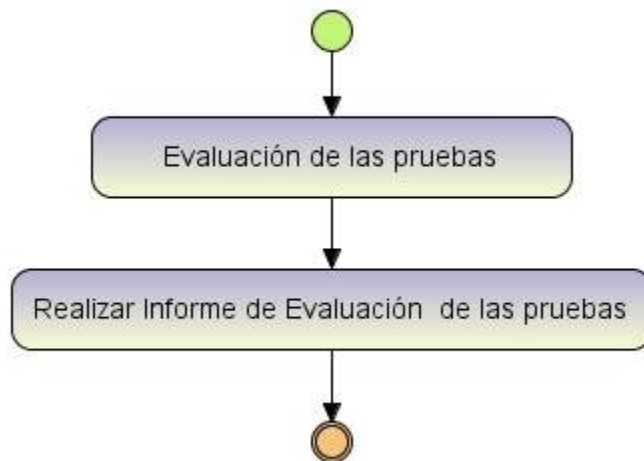 Evaluación de las pruebas
Realizar Informe de Evaluación de las pruebas